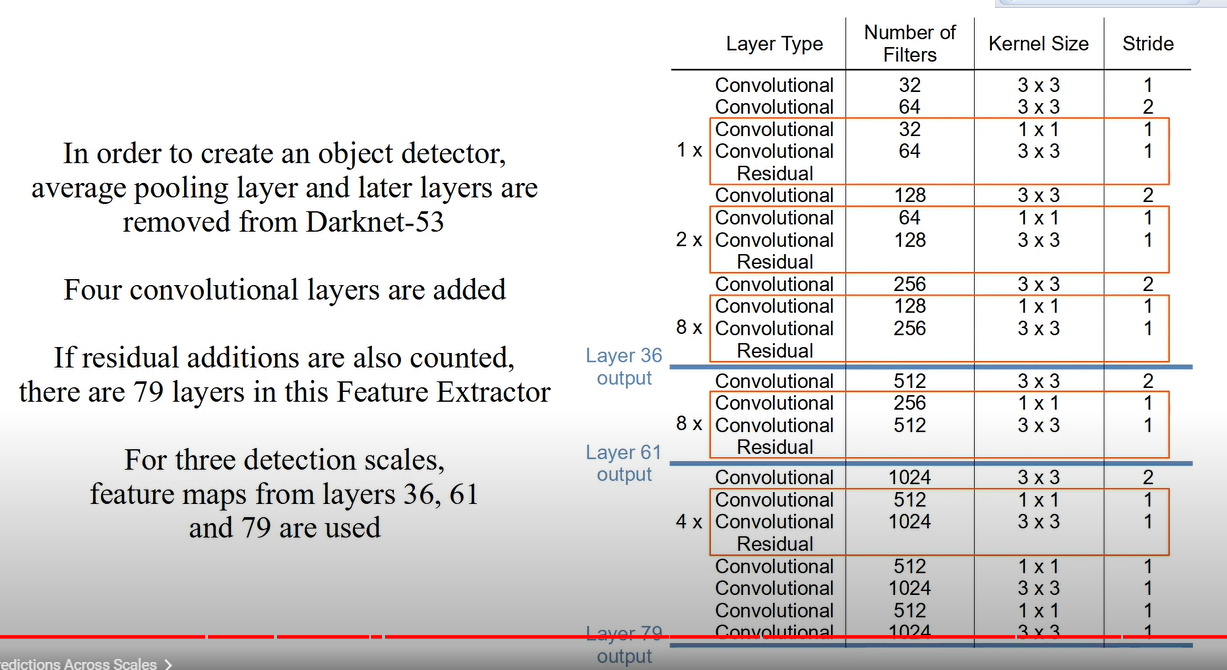 In order to create an object detector,
average pooling layer and later layers are
removed from Darknet-53
Four convolutional layers are added
If residual additions are also counted,
there are 79 layers in this Feature Extractor
For three detection scales,
feature maps from layers 36, 61
and 79 are used
Layer Type Number of Filters Kernel Size Stride
Convolutional 32 3 x 3 1
Convolutional 64 3 x 3 2
Convolutional 32 1 x 1 1
1 x Convolutional 64 3 x 3 1
Residual
Convolutional 128 3 x 3 2
Convolutional 64 1 x 1 1
2 x Convolutional 128 3 x 3 1
Residual
Convolutional 256 3 x 3 2
Convolutional 128 1 x 1 1
8 x Convolutional 256 3 x 3 1
Residual
Layer 36
output
Convolutional 512 3 x 3 2
Convolutional 256 1 x 1 1
8 x Convolutional 512 3 x 3 1
Residual
Layer 61
output
Convolutional 1024 3 x 3 2
Convolutional 512 1 x 1 1
4 x Convolutional 1024 3 x 3 1
Residual
Convolutional 512 1 x 1 1
Convolutional 1024 3 x 3 1
Convolutional 512 1 x 1 1
Convolutional 1024 3 x 3 1
Layer 79
output
edictions Across Scales >